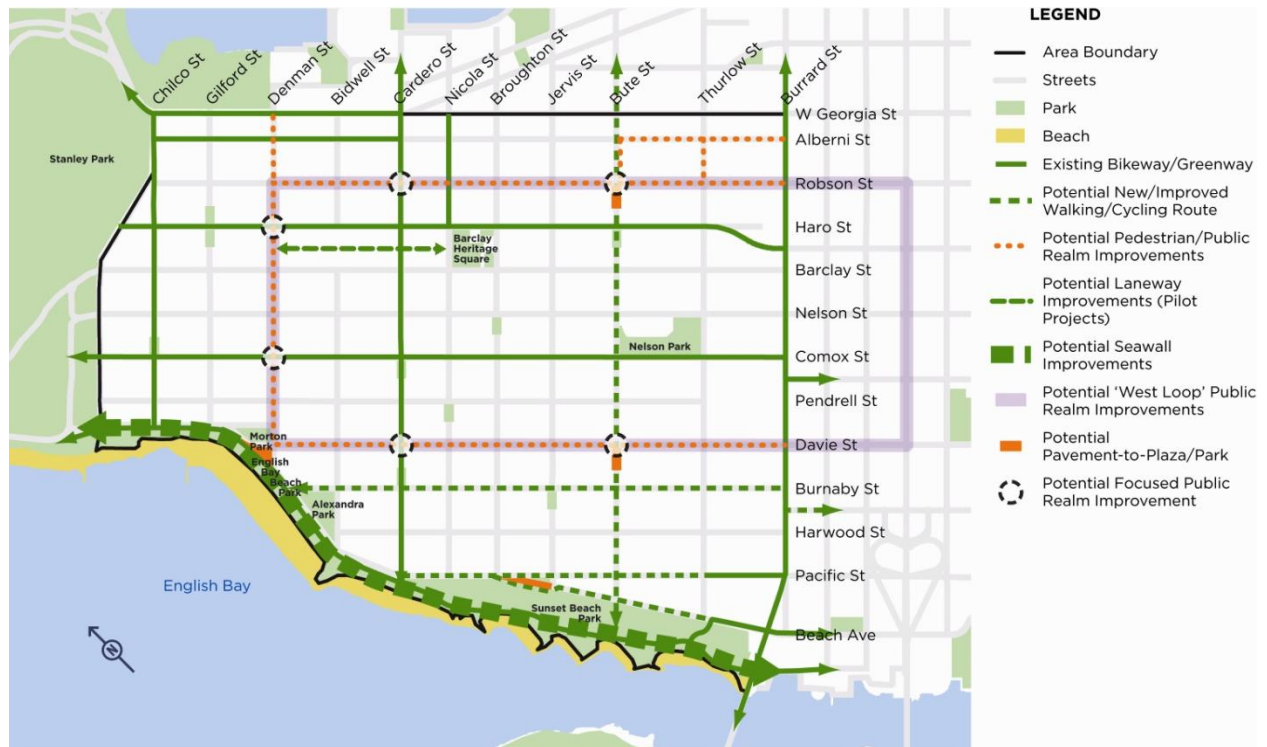 Chilco St
Gilford St
Denman St
Bidwell St
Cardero St
Nicola St
Broughton St
Jervis St
Bute St
Thurlow St
Burrard St
W Georgia St
Alberni St
Robson St
Haro St
Barclay St
Nelson St
Comox St
Pendrell St
Davie St
Burnaby St
Harwood St
Pacific St
Beach Ave
Stanley Park
Barclay
Heritage
Square
Nelson Park
Morton
Park
English
Bay
Beach
Park
Alexandra
Park
Sunset Beach
Park
English Bay
N
LEGEND
Area Boundary
Streets
Park
Beach
Existing Bikeway/Greenway
Potential New/Improved
Walking/Cycling Route
Potential Pedestrian/Public
Realm Improvements
Potential Laneway
Improvements (Pilot
Projects)
Potential Seawall
Improvements
Potential ‘West Loop’ Public
Realm Improvements
Potential
Pavement-to-Plaza/Park
Potential Focused Public
Realm Improvement